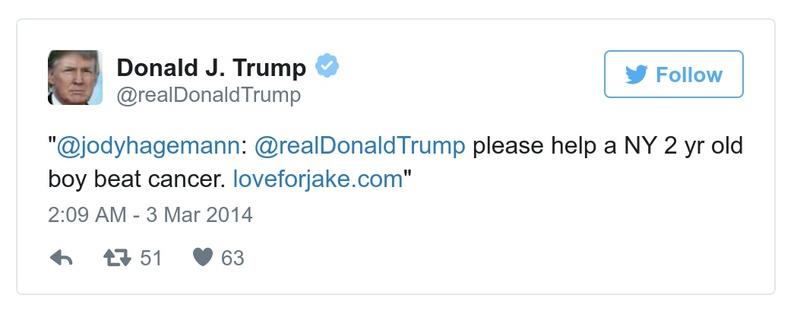 Donald J. Trump
@realDonaldTrump
Follow
"@jodyhagemann: @realDonaldTrump please help a NY 2 yr old
boy beat cancer. loveforjake.com"
2:09 AM - 3 Mar 2014
51 63